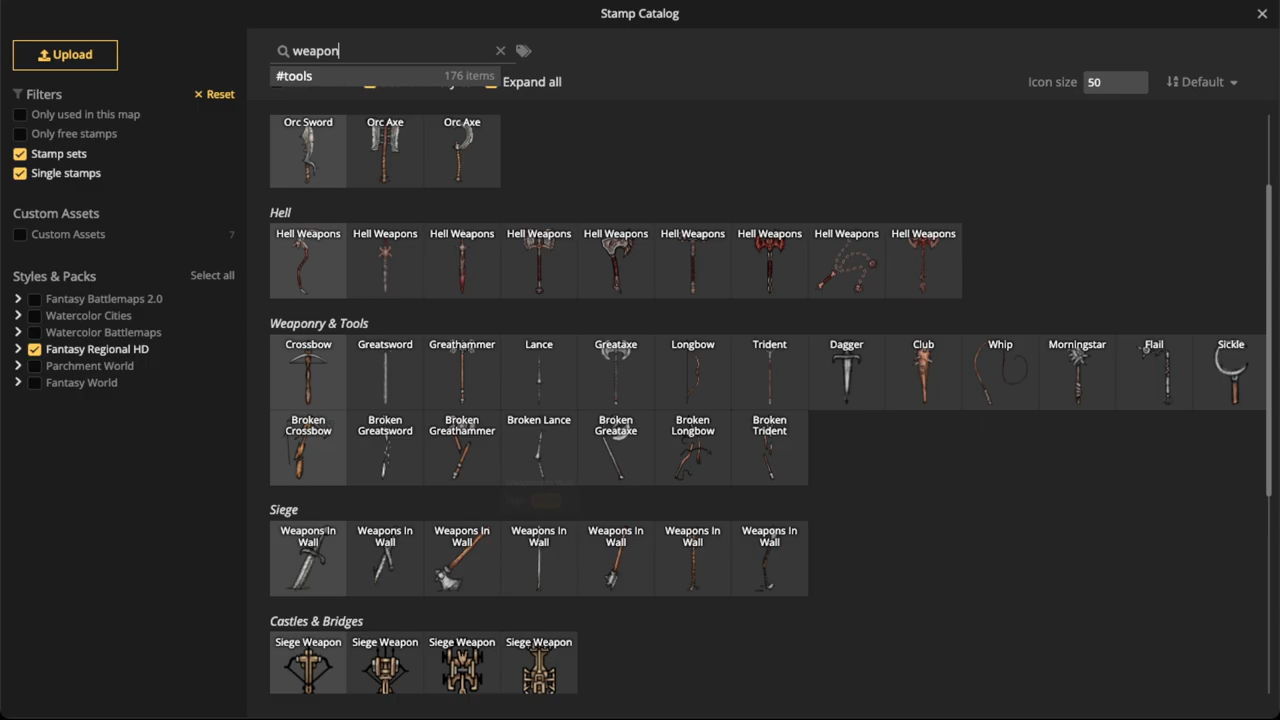 Stamp Catalog
Upload
weapon
#tools 176 items
Filters
Reset
Expand all
Icon size 50
Default
Only used in this map
Only free stamps
Stamp sets
Single stamps
Custom Assets
Custom Assets 7
Styles & Packs Select all
Fantasy Battlemaps 2.0
Watercolor Cities
Watercolor Battlemaps
Fantasy Regional HD
Parchment World
Fantasy World
Orc Sword Orc Axe Orc Axe
Hell
Hell Weapons Hell Weapons Hell Weapons Hell Weapons Hell Weapons Hell Weapons Hell Weapons Hell Weapons Hell Weapons
Weaponry & Tools
Crossbow Greatsword Greathammer Lance Greataxe Longbow Trident Dagger Club Whip Morningstar Flail Sickle
Broken Crossbow Broken Greatsword Broken Greathammer Broken Lance Broken Greataxe Broken Longbow Broken Trident
Siege
Weapons In Wall Weapons In Wall Weapons In Wall Weapons In Wall Weapons In Wall Weapons In Wall Weapons In Wall
Castles & Bridges
Siege Weapon Siege Weapon Siege Weapon Siege Weapon